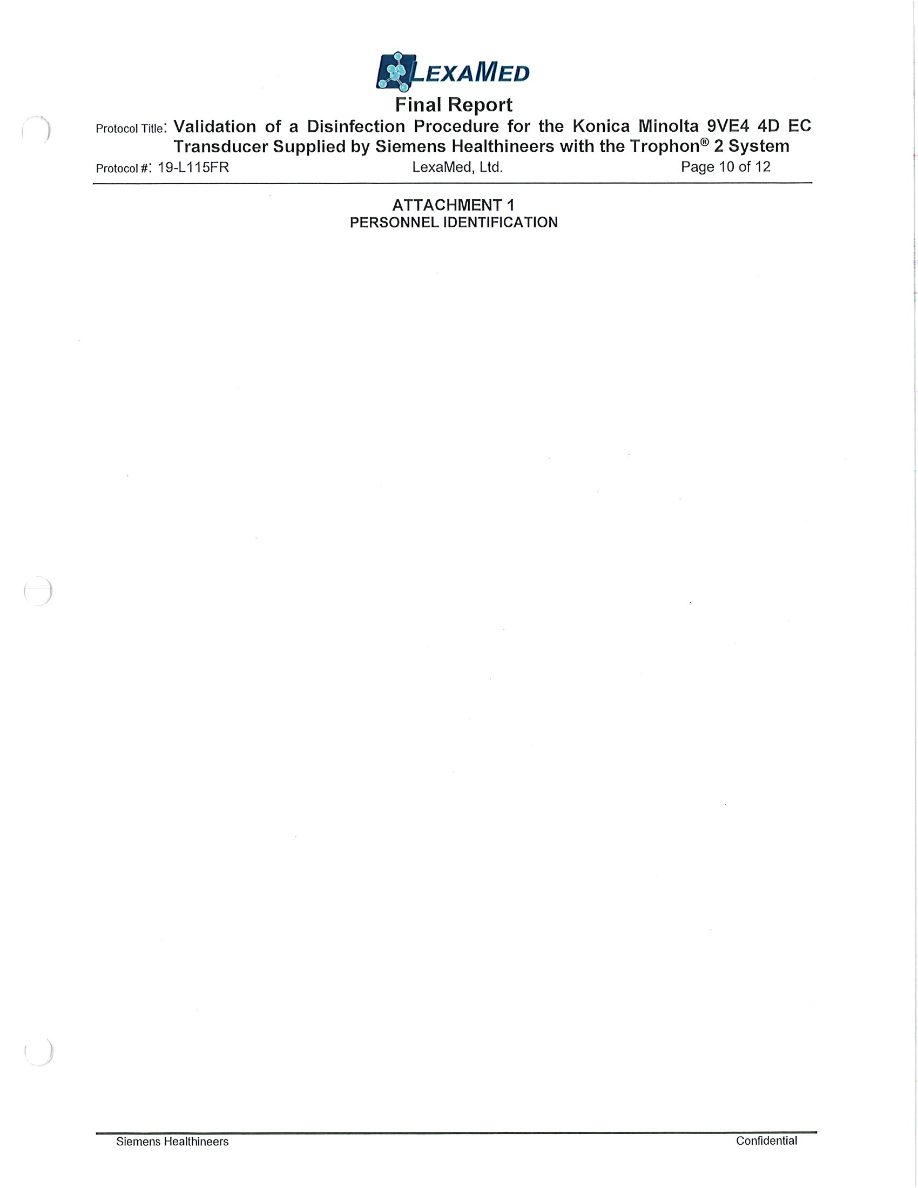 LEXAMED
Final Report
Protocol Title: Validation of a Disinfection Procedure for the Konica Minolta 9VE4 4D EC
Transducer Supplied by Siemens Healthineers with the Trophon® 2 System
Protocol #: 19-L115FR LexaMed, Ltd. Page 10 of 12
ATTACHMENT 1
PERSONNEL IDENTIFICATION
Siemens Healthineers Confidential